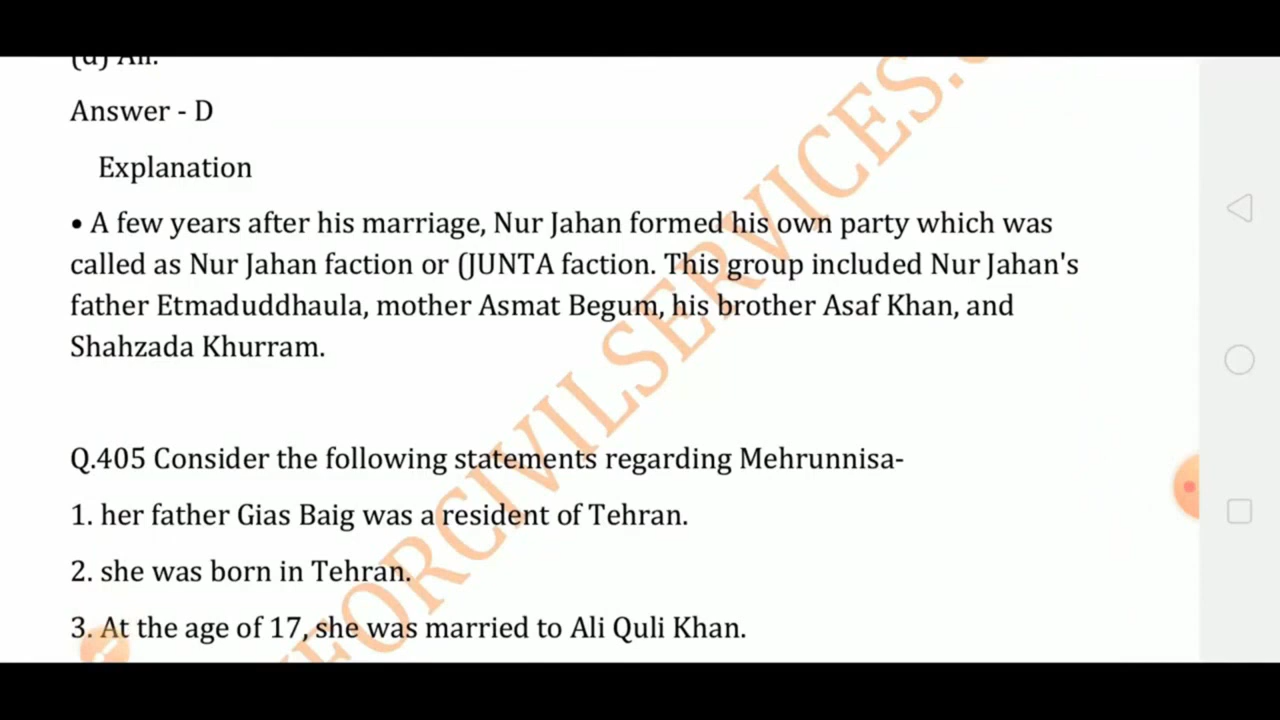 (d) All.
Answer - D
Explanation
• A few years after his marriage, Nur Jahan formed his own party which was
called as Nur Jahan faction or (JUNTA faction. This group included Nur Jahan's
father Etmaduddhaula, mother Asmat Begum, his brother Asaf Khan, and
Shahzada Khurram.
Q.405 Consider the following statements regarding Mehrunnisa-
1. her father Gias Baig was a resident of Tehran.
2. she was born in Tehran.
3. At the age of 17, she was married to Ali Quli Khan.
FORCIVILSERVICES.